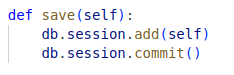 def save(self):
    db.session.add(self)
    db.session.commit()